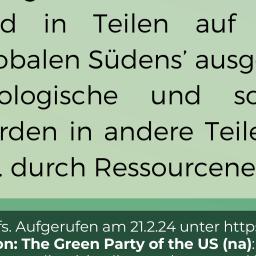 d in Teilen auf
obalen Südens’ ausg
ologische und so
rden in andere Teile
. durch Ressourcene
fs. Aufgerufen am 21.2.24 unter http
on: The Green Party of the US (na):